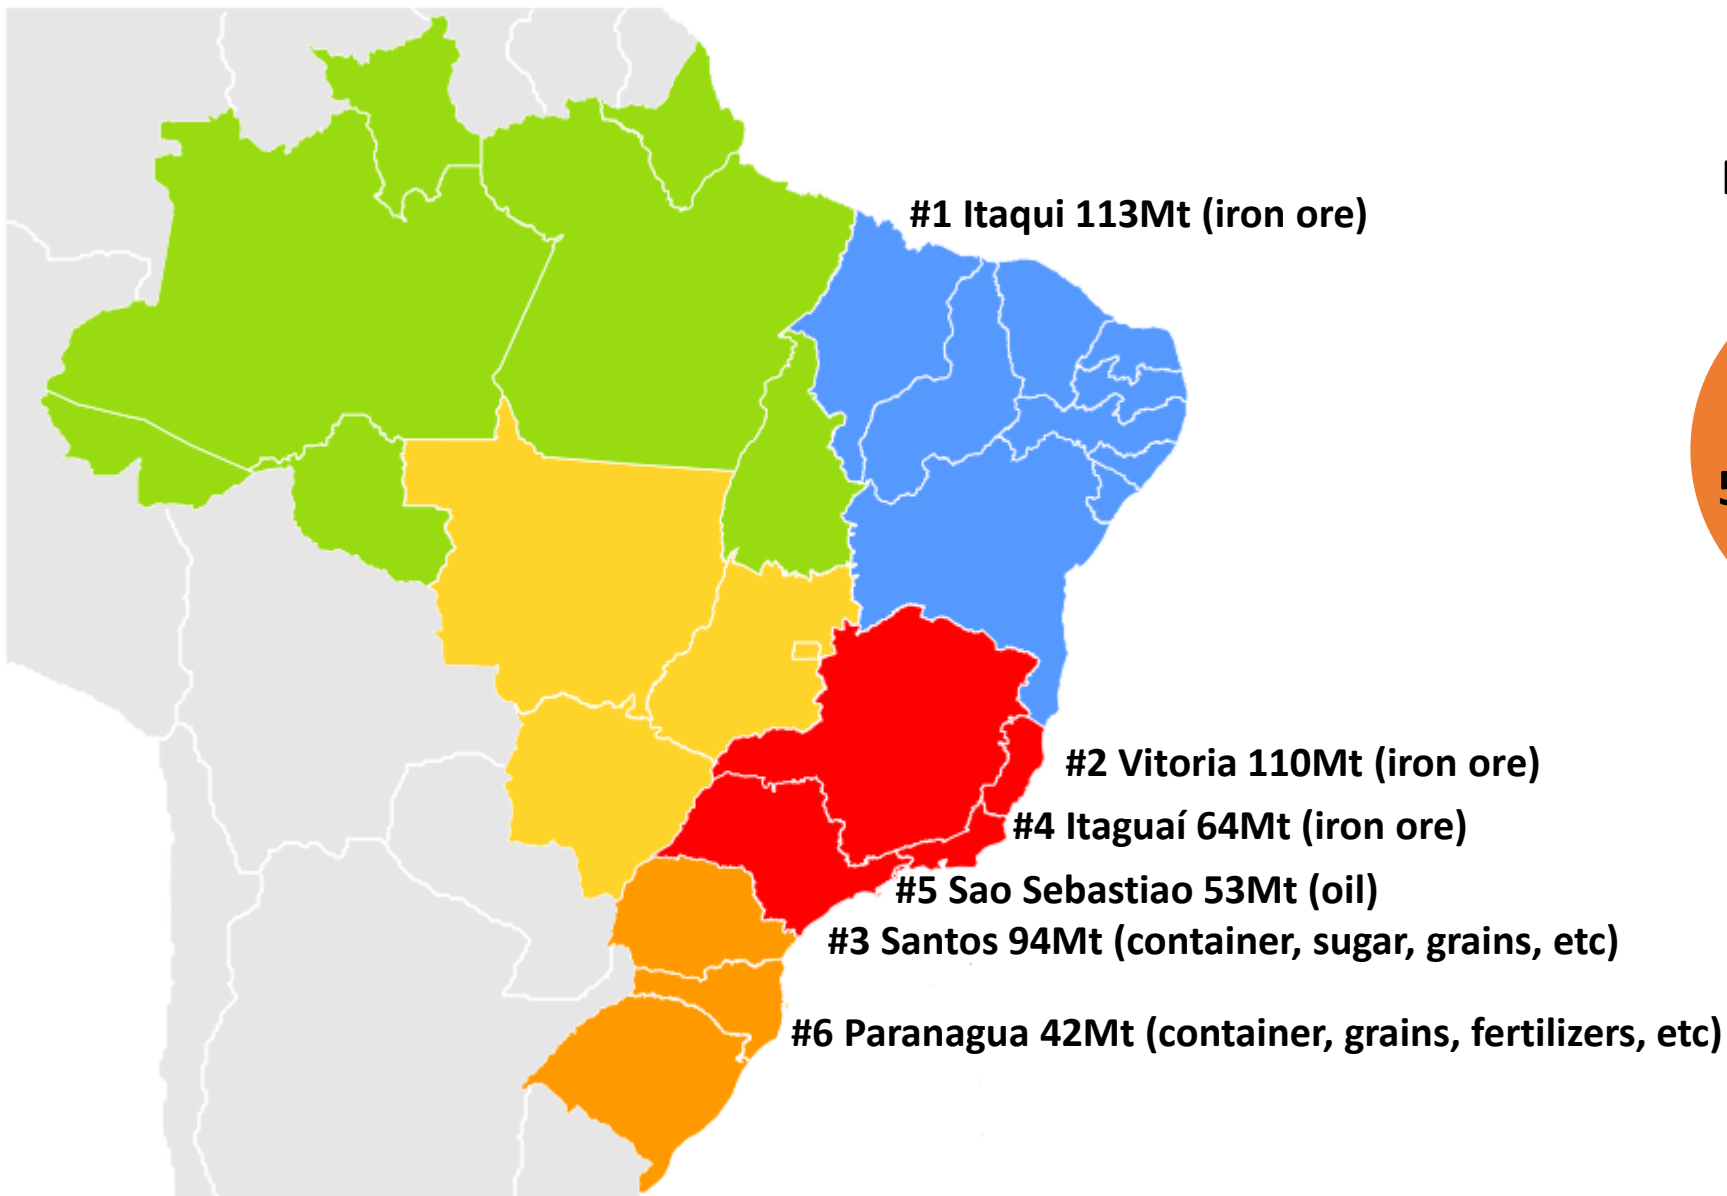 #1 Itaqui 113Mt (iron ore)
#2 Vitoria 110Mt (iron ore)
#4 Itaguaí 64Mt (iron ore)
#5 Sao Sebastiao 53Mt (oil)
#3 Santos 94Mt (container, sugar, grains, etc)
#6 Paranagua 42Mt (container, grains, fertilizers, etc)